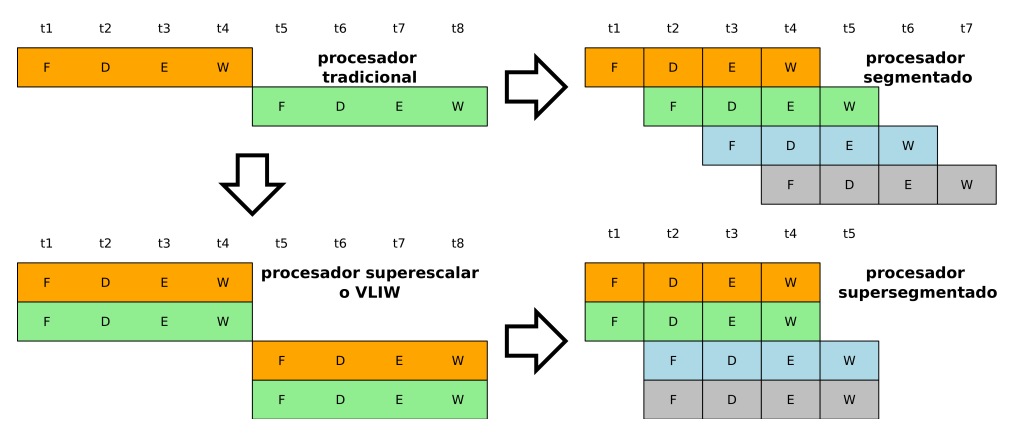 t1 t2 t3 t4 t5 t6 t7 t8
F D E W
procesador
tradicional
F D E W
t1 t2 t3 t4 t5 t6 t7
F D E W
procesador
segmentado
F D E W
F D E W
F D E W
t1 t2 t3 t4 t5 t6 t7 t8
F D E W
procesador superescalar
o VLIW
F D E W
F D E W
F D E W
t1 t2 t3 t4 t5
F D E W
procesador
supersegmentado
F D E W
F D E W
F D E W